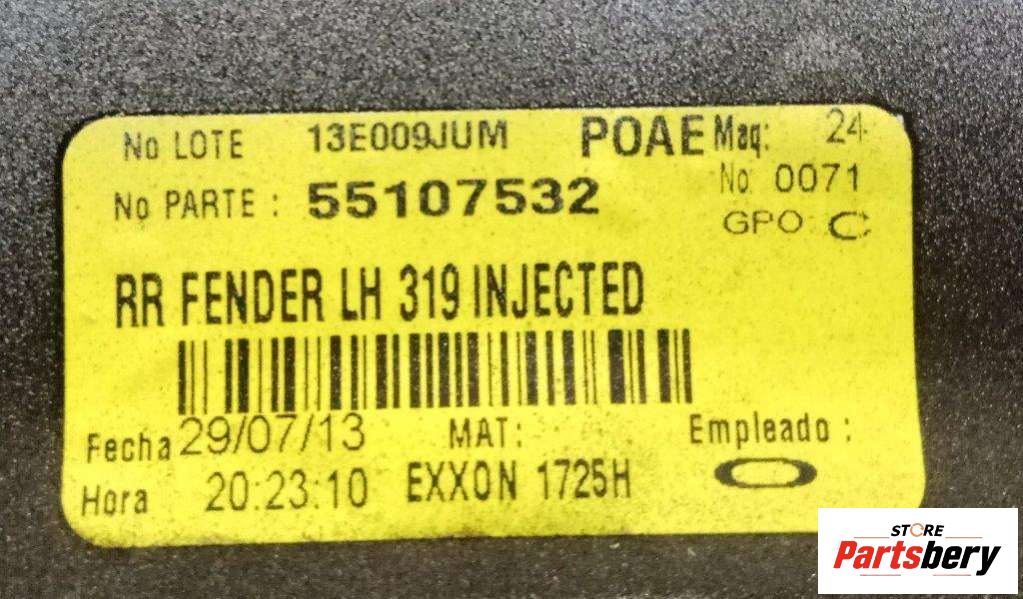 No LOTE 13E009JUM POAE Maq: 24
No PARTE : 55107532 No 0071
GPO C
RR FENDER LH 319 INJECTED
Fecha 29/07/13 MAT: Empleado :
Hora 20:23:10 EXXON 1725H 0
STORE
Partsbery